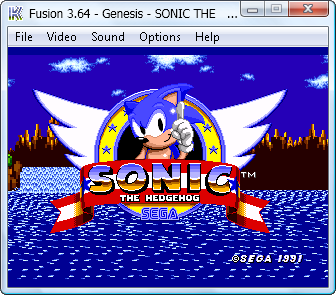 Fusion 3.64 - Genesis - SONIC THE ...
File Video Sound Options Help
SONIC
TM
THE HEDGEHOG
SEGA
©SEGA 1991